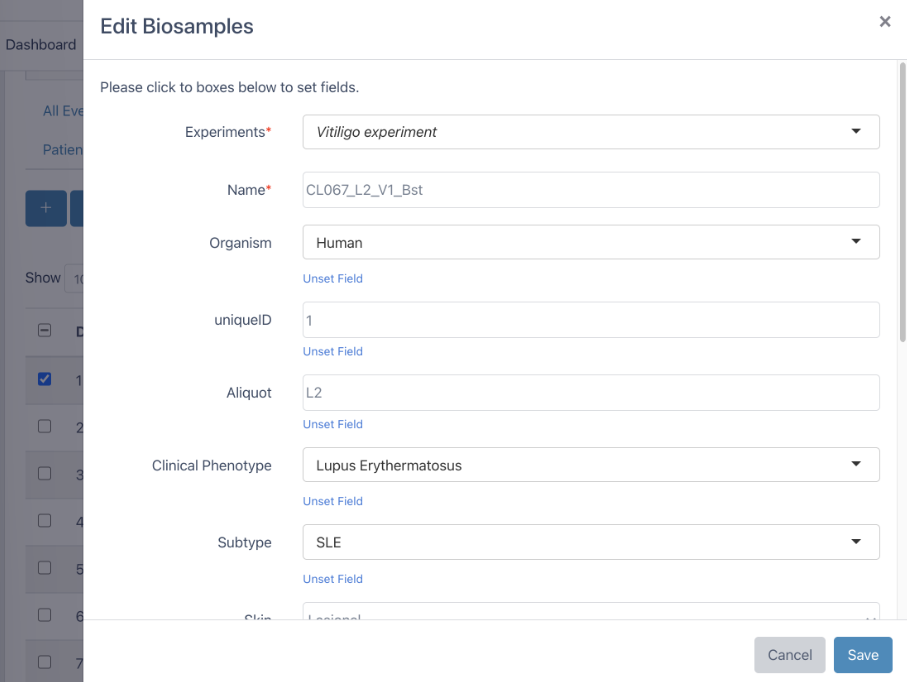 Edit Biosamples
×
Dashboard
Please click to boxes below to set fields.
All Eve
Experiments*
Vitiligo experiment
Patien
Name*
CL067_L2_V1_Bst
+
Organism
Human
Show
10
Unset Field
uniqueID
1
D
Unset Field
1
Aliquot
L2
2
Unset Field
Clinical Phenotype
Lupus Erythermatosus
3
Unset Field
4
Subtype
SLE
5
Unset Field
6
Skin
Lesional
7
Cancel
Save